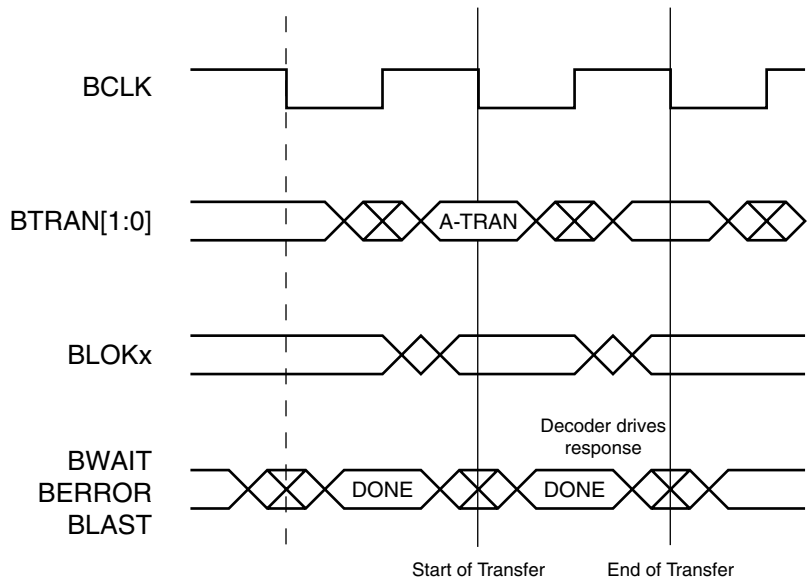 BCLK
BTRAN[1:0]
A-TRAN
BLOKx
Decoder drives
response
BWAIT
BERROR
BLAST
DONE
DONE
Start of Transfer
End of Transfer